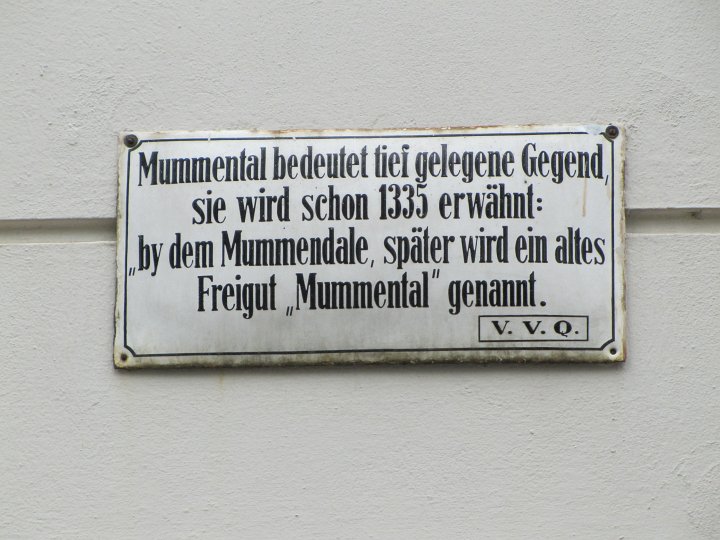 Mummental bedeutet tief gelegene Gegend,
sie wird schon 1335 erwähnt:
„by dem Mummendale, später wird ein altes
Freigut „Mummental“ genannt.
V. V. Q.